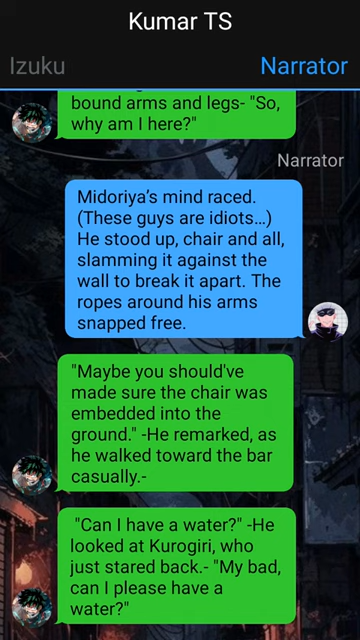 Kumar TS
Izuku
Narrator
bound arms and legs- "So,
why am I here?"
Narrator
Midoriya's mind raced.
(These guys are idiots...)
He stood up, chair and all,
slamming it against the
wall to break it apart. The
ropes around his arms
snapped free.
"Maybe you should've
made sure the chair was
embedded into the
ground." -He remarked, as
he walked toward the bar
casually.-
"Can I have a water?" -He
looked at Kurogiri, who
just stared back.- "My bad,
can I please have a
water?"